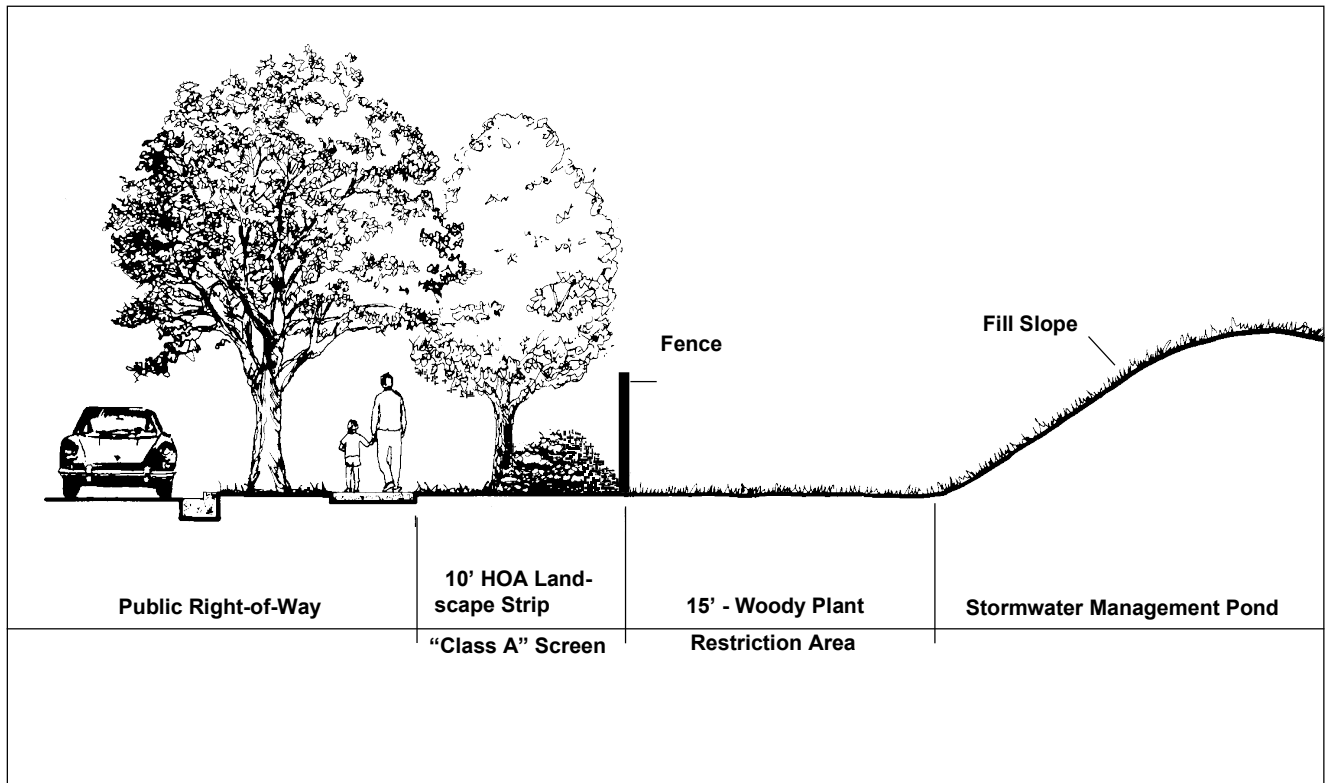 Fence
Fill Slope
Public Right-of-Way
10’ HOA Land-
scape Strip
“Class A” Screen
15’ - Woody Plant
Restriction Area
Stormwater Management Pond